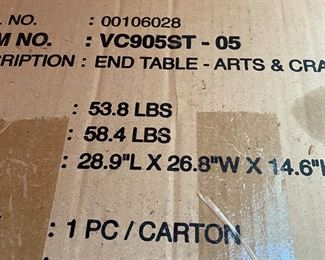 . NO. : 00106028
M NO. : VC905ST - 05
SCRIPTION : END TABLE - ARTS & CRA
: 53.8 LBS
: 58.4 LBS
: 28.9"L X 26.8"W X 14.6"H
: 1 PC / CARTON